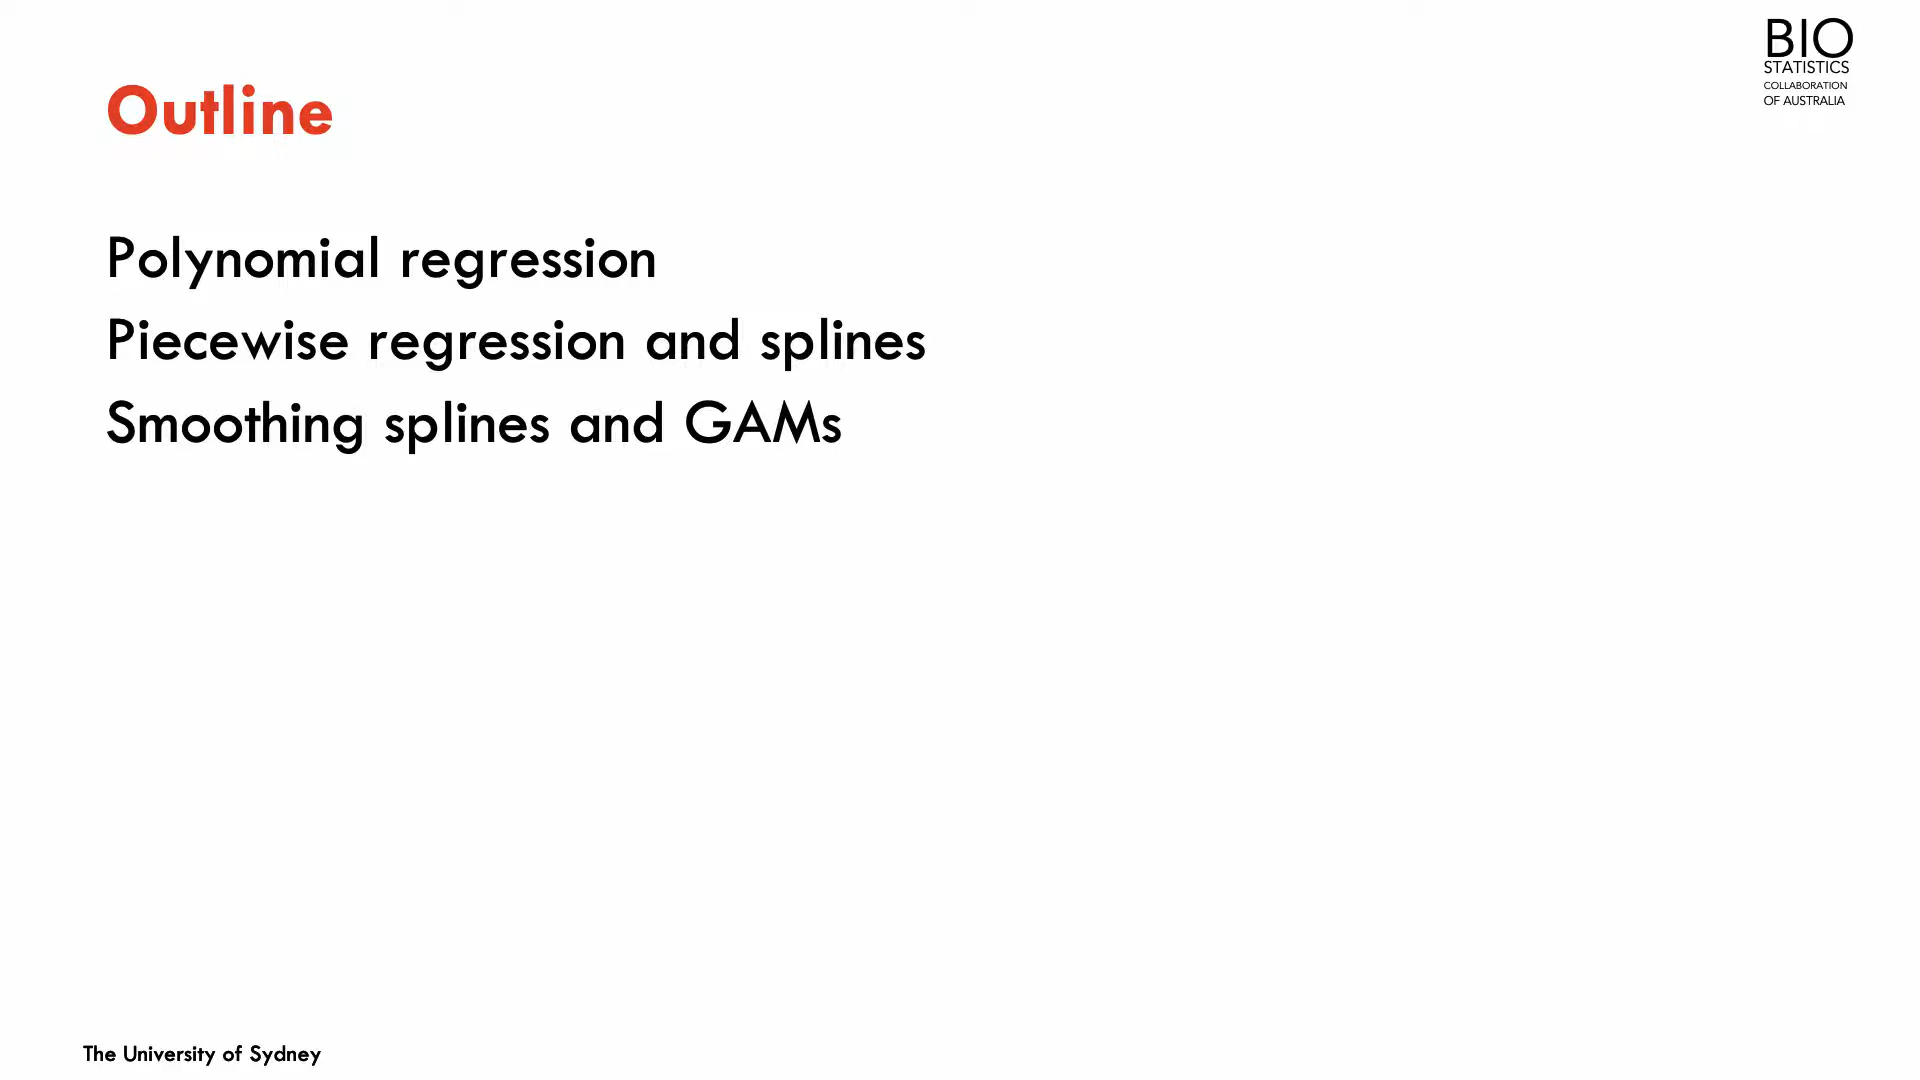 BIO
STATISTICS
COLLABORATION
OF AUSTRALIA
Outline
Polynomial regression
Piecewise regression and splines
Smoothing splines and GAMs
The University of Sydney